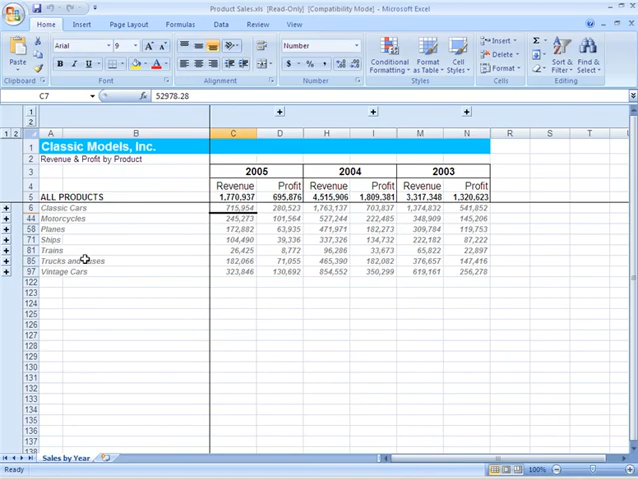 Product Sales.xls [Read-Only] [Compatibility Mode] - Microsoft Excel
Home Insert Page Layout Formulas Data Review View
Paste
Clipboard
Arial 9
B I U
Font
Alignment
Number
$ % ,
Number
Conditional Formatting
Format as Table
Cell Styles
Styles
Insert
Delete
Format
Cells
Σ
Sort & Filter
Find & Select
Editing
C7 fx 52978.28
1
2
1 2 A B C D H I M N R S T U
1 Classic Models, Inc.
2 Revenue & Profit by Product
3 2005 2004 2003
4 Revenue Profit Revenue Profit Revenue Profit
5 ALL PRODUCTS 1,770,937 695,876 4,515,906 1,809,381 3,317,348 1,320,623
6 Classic Cars 715,954 280,523 1,763,137 703,837 1,374,832 541,852
44 Motorcycles 245,273 101,564 527,244 222,485 348,909 145,206
58 Planes 172,882 63,935 471,971 182,273 309,784 119,753
71 Ships 104,490 39,336 337,326 134,732 222,182 87,222
81 Trains 26,425 8,772 96,286 33,673 65,822 22,897
85 Trucks and Buses 182,066 71,055 465,390 182,082 376,657 147,416
97 Vintage Cars 323,846 130,692 854,552 350,299 619,161 256,278
122
123
124
125
126
127
128
129
130
131
132
133
134
135
136
137
138
Sales by Year
Ready 100%